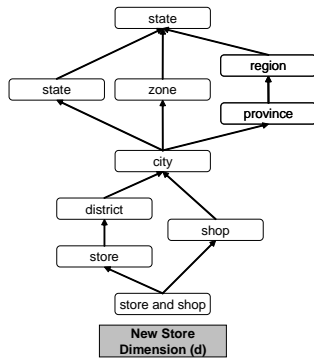 state
region
state
zone
province
city
district
shop
store
store and shop
New Store
Dimension (d)